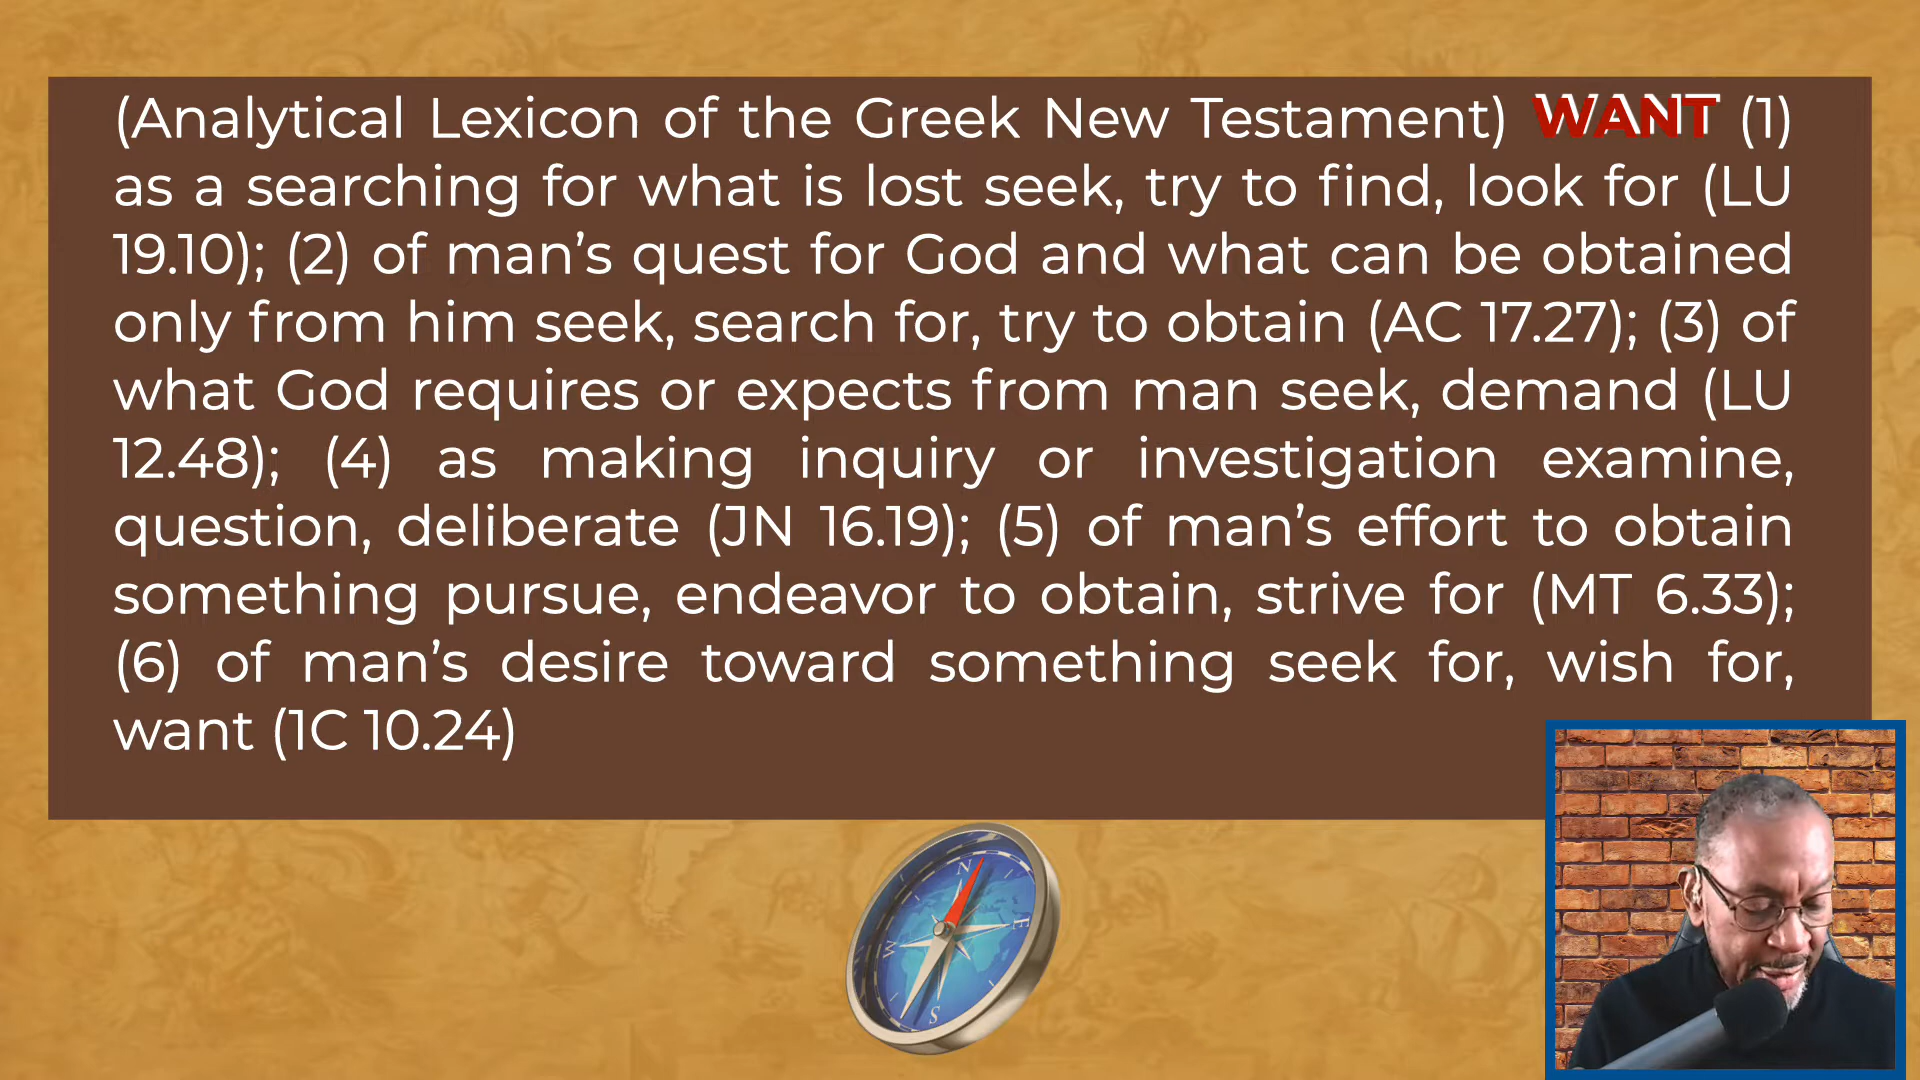 (Analytical Lexicon of the Greek New Testament) WANT (1)
as a searching for what is lost seek, try to find, look for (LU
19.10); (2) of man’s quest for God and what can be obtained
only from him seek, search for, try to obtain (AC 17.27); (3) of
what God requires or expects from man seek, demand (LU
12.48); (4) as making inquiry or investigation examine,
question, deliberate (JN 16.19); (5) of man’s effort to obtain
something pursue, endeavor to obtain, strive for (MT 6.33);
(6) of man’s desire toward something seek for, wish for,
want (1C 10.24)
N
E
W
S